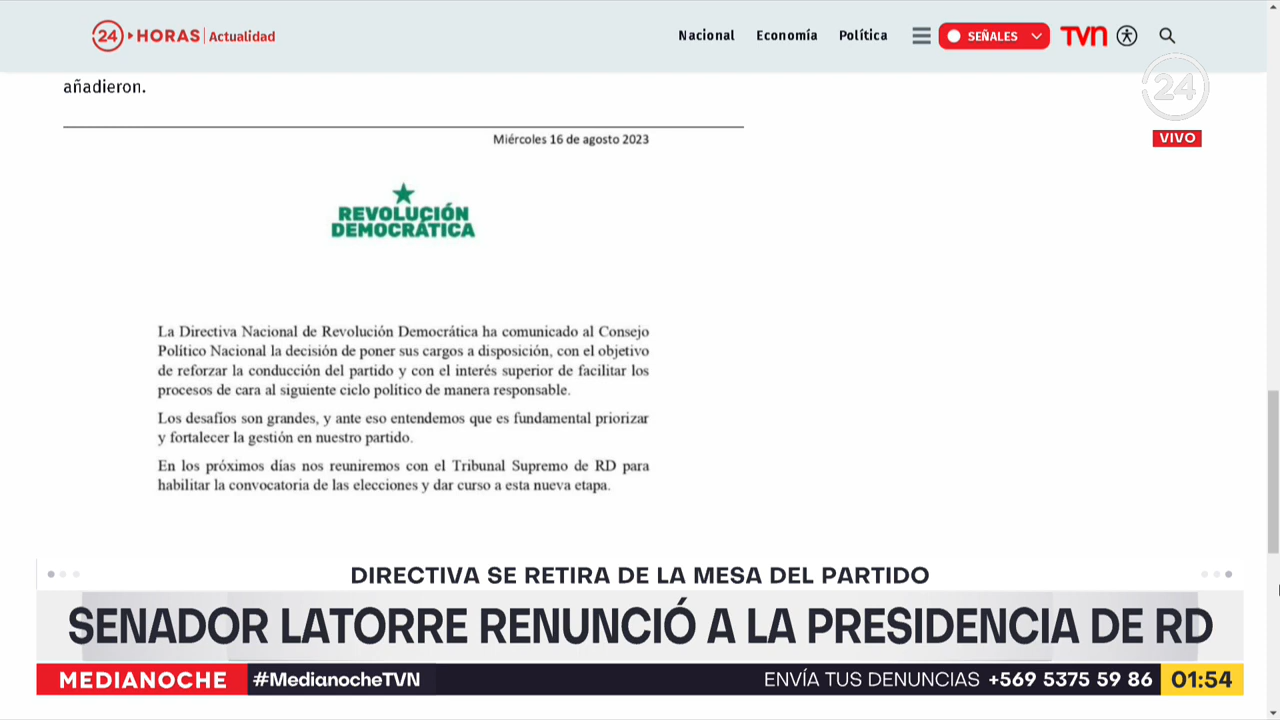 24 HORAS Actualidad
Nacional Economía Política SEÑALES TVN
24
VIVO
añadieron.
Miércoles 16 de agosto 2023
REVOLUCIÓN
DEMOCRÁTICA
La Directiva Nacional de Revolución Democrática ha comunicado al Consejo
Político Nacional la decisión de poner sus cargos a disposición, con el objetivo
de reforzar la conducción del partido y con el interés superior de facilitar los
procesos de cara al siguiente ciclo político de manera responsable.
Los desafíos son grandes, y ante eso entendemos que es fundamental priorizar
y fortalecer la gestión en nuestro partido.
En los próximos días nos reuniremos con el Tribunal Supremo de RD para
habilitar la convocatoria de las elecciones y dar curso a esta nueva etapa.
DIRECTIVA SE RETIRA DE LA MESA DEL PARTIDO
SENADOR LATORRE RENUNCIÓ A LA PRESIDENCIA DE RD
MEDIANOCHE #MedianocheTVN ENVÍA TUS DENUNCIAS +569 5375 59 86 01:54